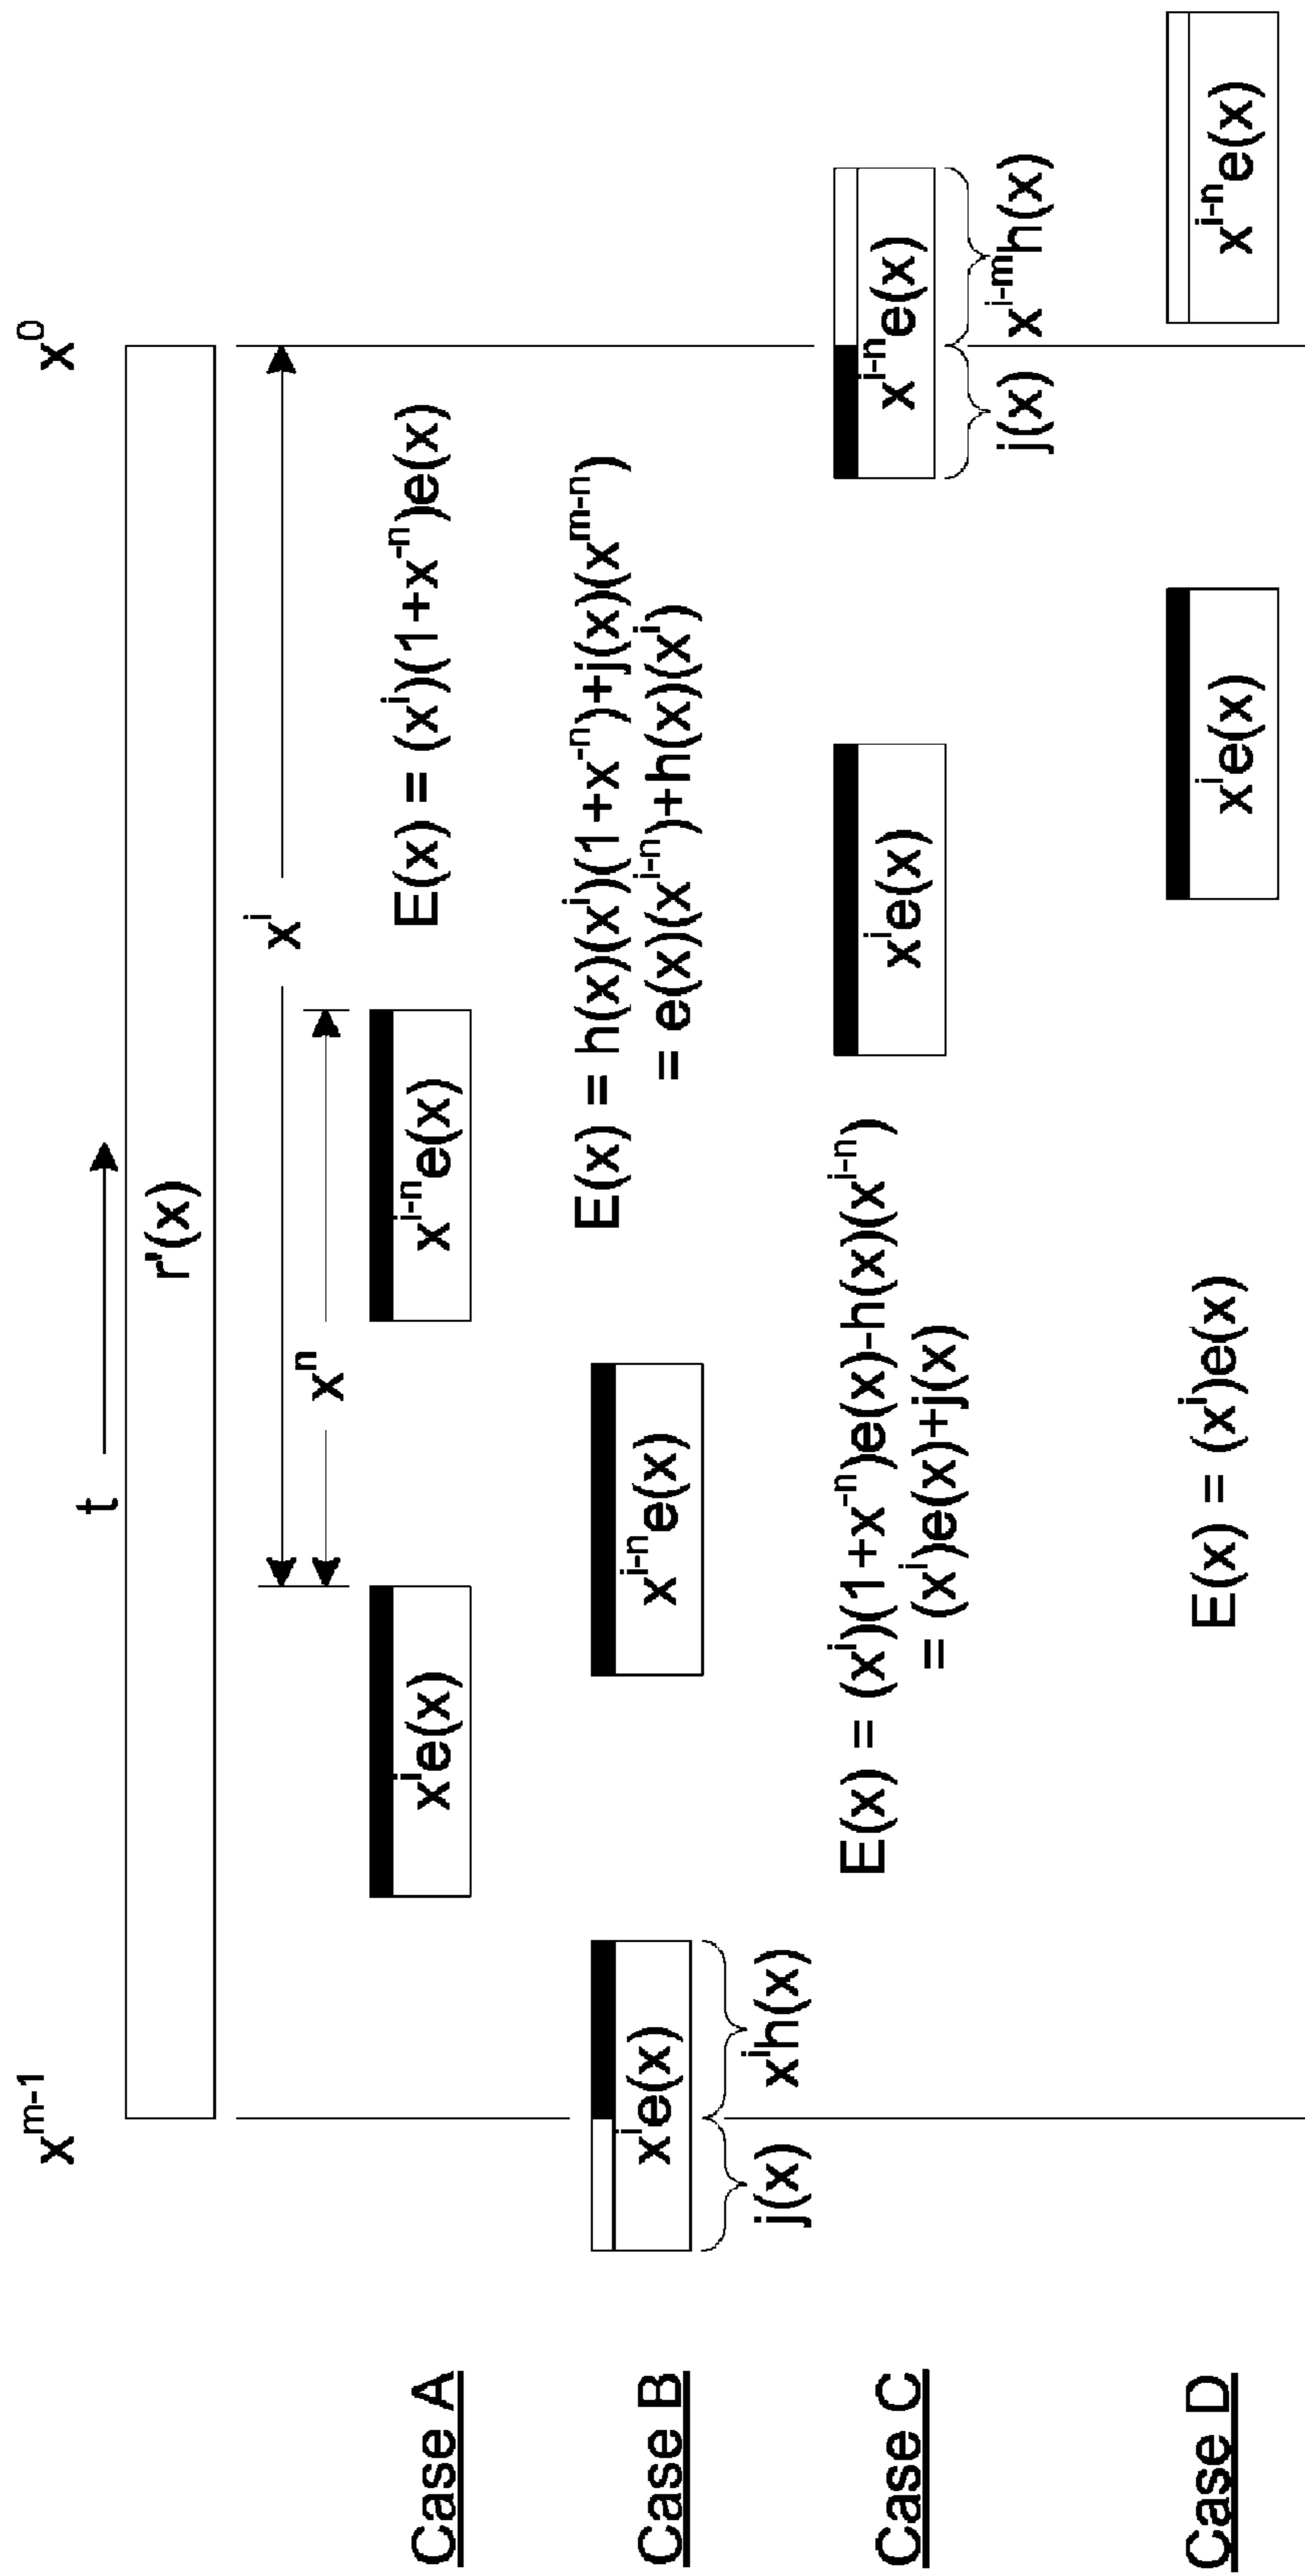 x^m-1
x^0
t
r'(x)
x^i
x^n
Case A
x^i e(x)
x^i-n e(x)
E(x) = (x^i)(1+x^-n)e(x)
Case B
x^i e(x)
j(x)
x^i h(x)
x^i-n e(x)
E(x) = h(x)(x^i)(1+x^-n)+j(x)(x^m-n)
= e(x)(x^i-n)+h(x)(x^i)
Case C
E(x) = (x^i)(1+x^-n)e(x)-h(x)(x^i-n)
= (x^i)e(x)+j(x)
x^i e(x)
x^i-n e(x)
j(x)
x^i-m h(x)
Case D
E(x) = (x^i)e(x)
x^i e(x)
x^i-n e(x)